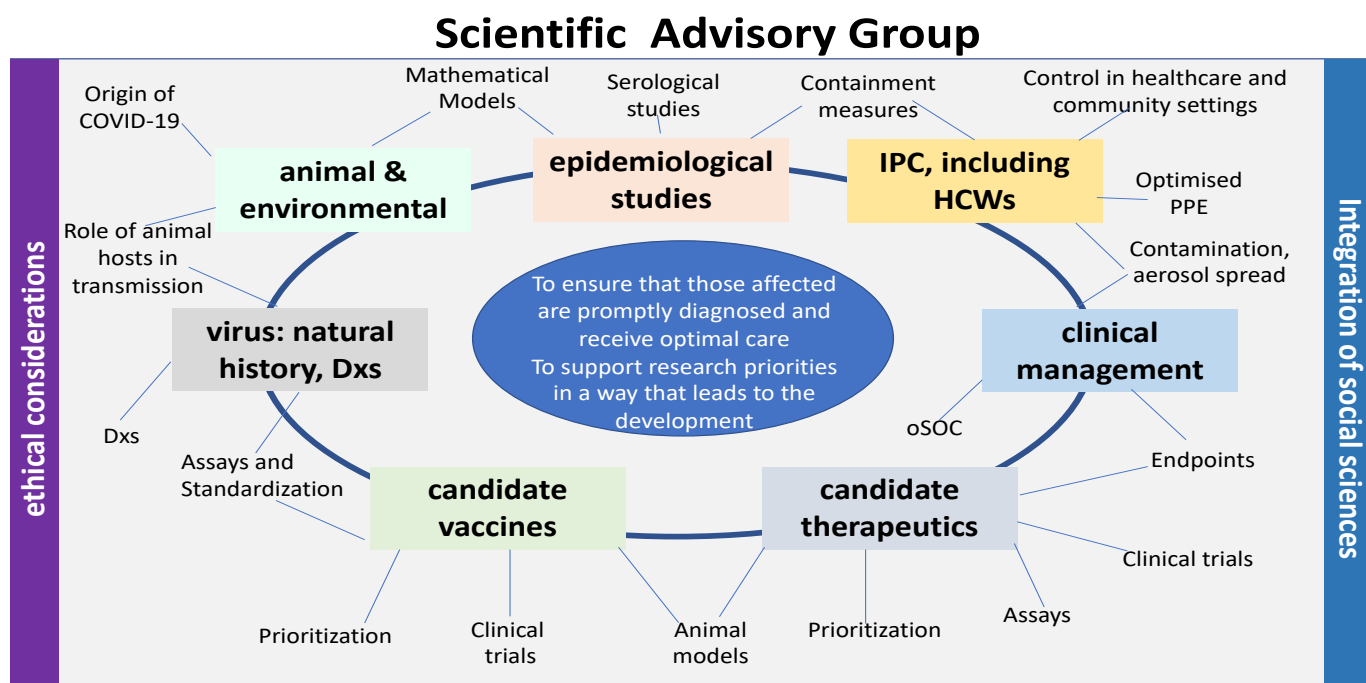 Scientific  Advisory Group
ethical considerations
Integration of social sciences
Origin of
COVID-19
Mathematical
Models
Serological
studies
Containment
measures
Control in healthcare and
community settings
animal &
environmental
epidemiological
studies
IPC, including
HCWs
Optimised
PPE
Role of animal
hosts in
transmission
Contamination,
aerosol spread
To ensure that those affected
are promptly diagnosed and
receive optimal care
To support research priorities
in a way that leads to the
development
virus: natural
history, Dxs
clinical
management
Dxs
oSOC
Assays and
Standardization
Endpoints
candidate
vaccines
candidate
therapeutics
Clinical trials
Assays
Prioritization
Clinical
trials
Animal
models
Prioritization